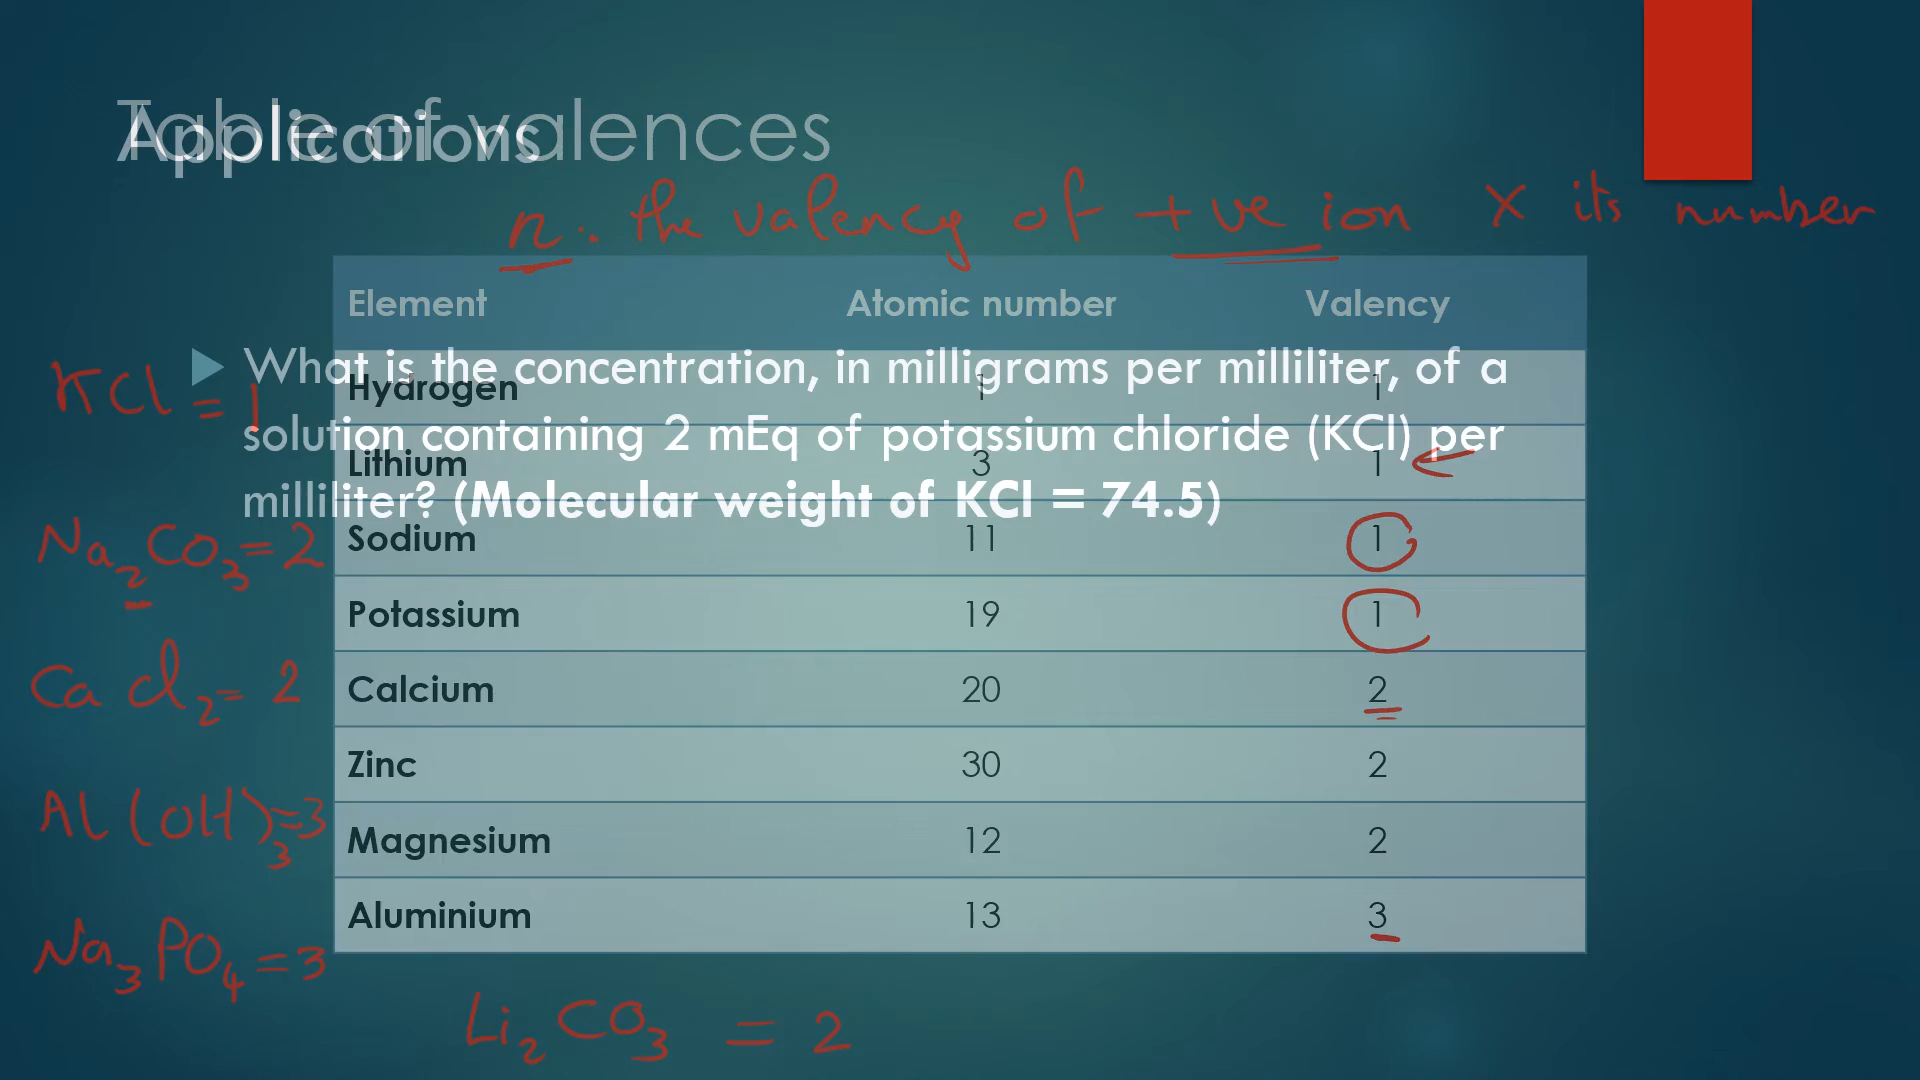 Table of valences
Applications
n: the valency of +ve ion X its number
Element Atomic number Valency
What is the concentration, in milligrams per milliliter, of a
solution containing 2 mEq of potassium chloride (KCl) per
milliliter? (Molecular weight of KCl = 74.5)
Hydrogen 1 1
Lithium 3 1
Sodium 11 1
Potassium 19 1
Calcium 20 2
Zinc 30 2
Magnesium 12 2
Aluminium 13 3
KCl = 1
Na2CO3 = 2
CaCl2 = 2
Al(OH)3 = 3
Na3PO4 = 3
Li2CO3 = 2